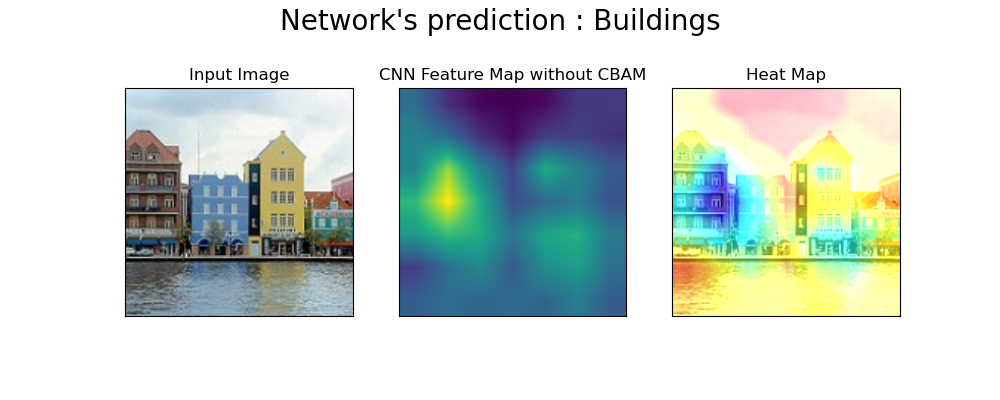 Network's prediction : Buildings
Input Image
CNN Feature Map without CBAM
Heat Map